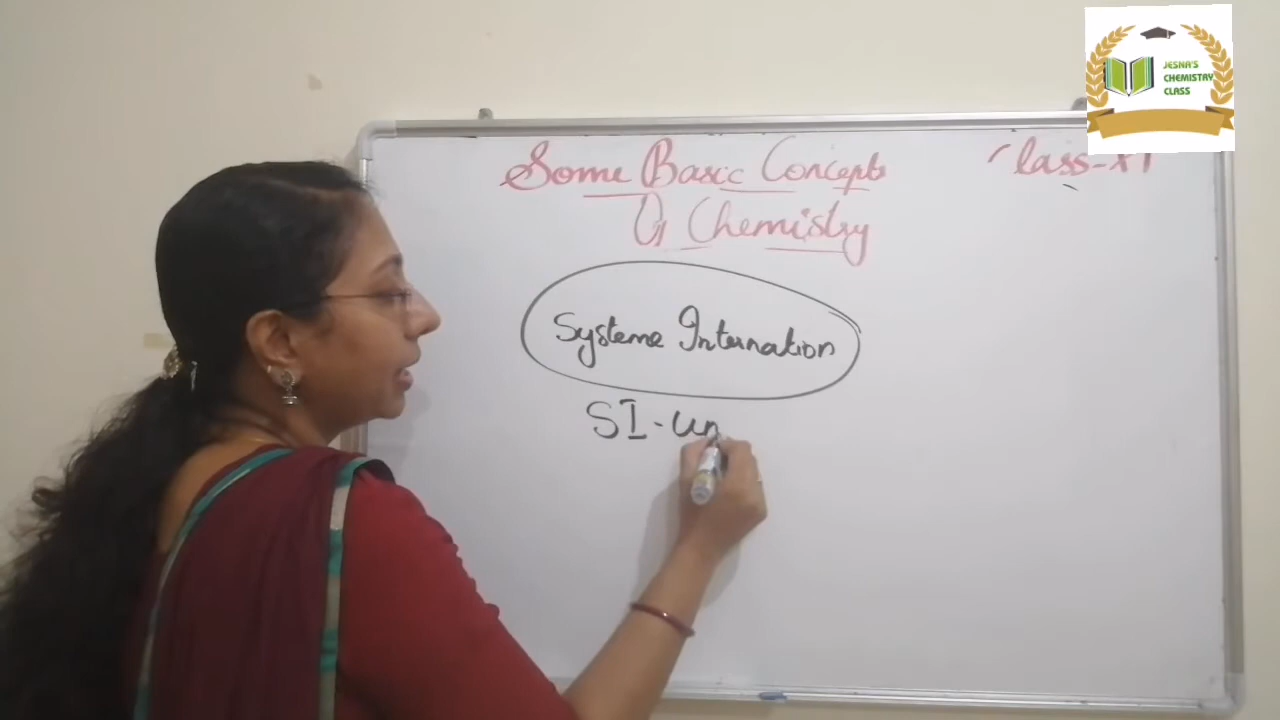 Some Basic Concepts
Of Chemistry
Class-XI
Systeme Internation
SI-un
JESNA'S
CHEMISTRY
CLASS